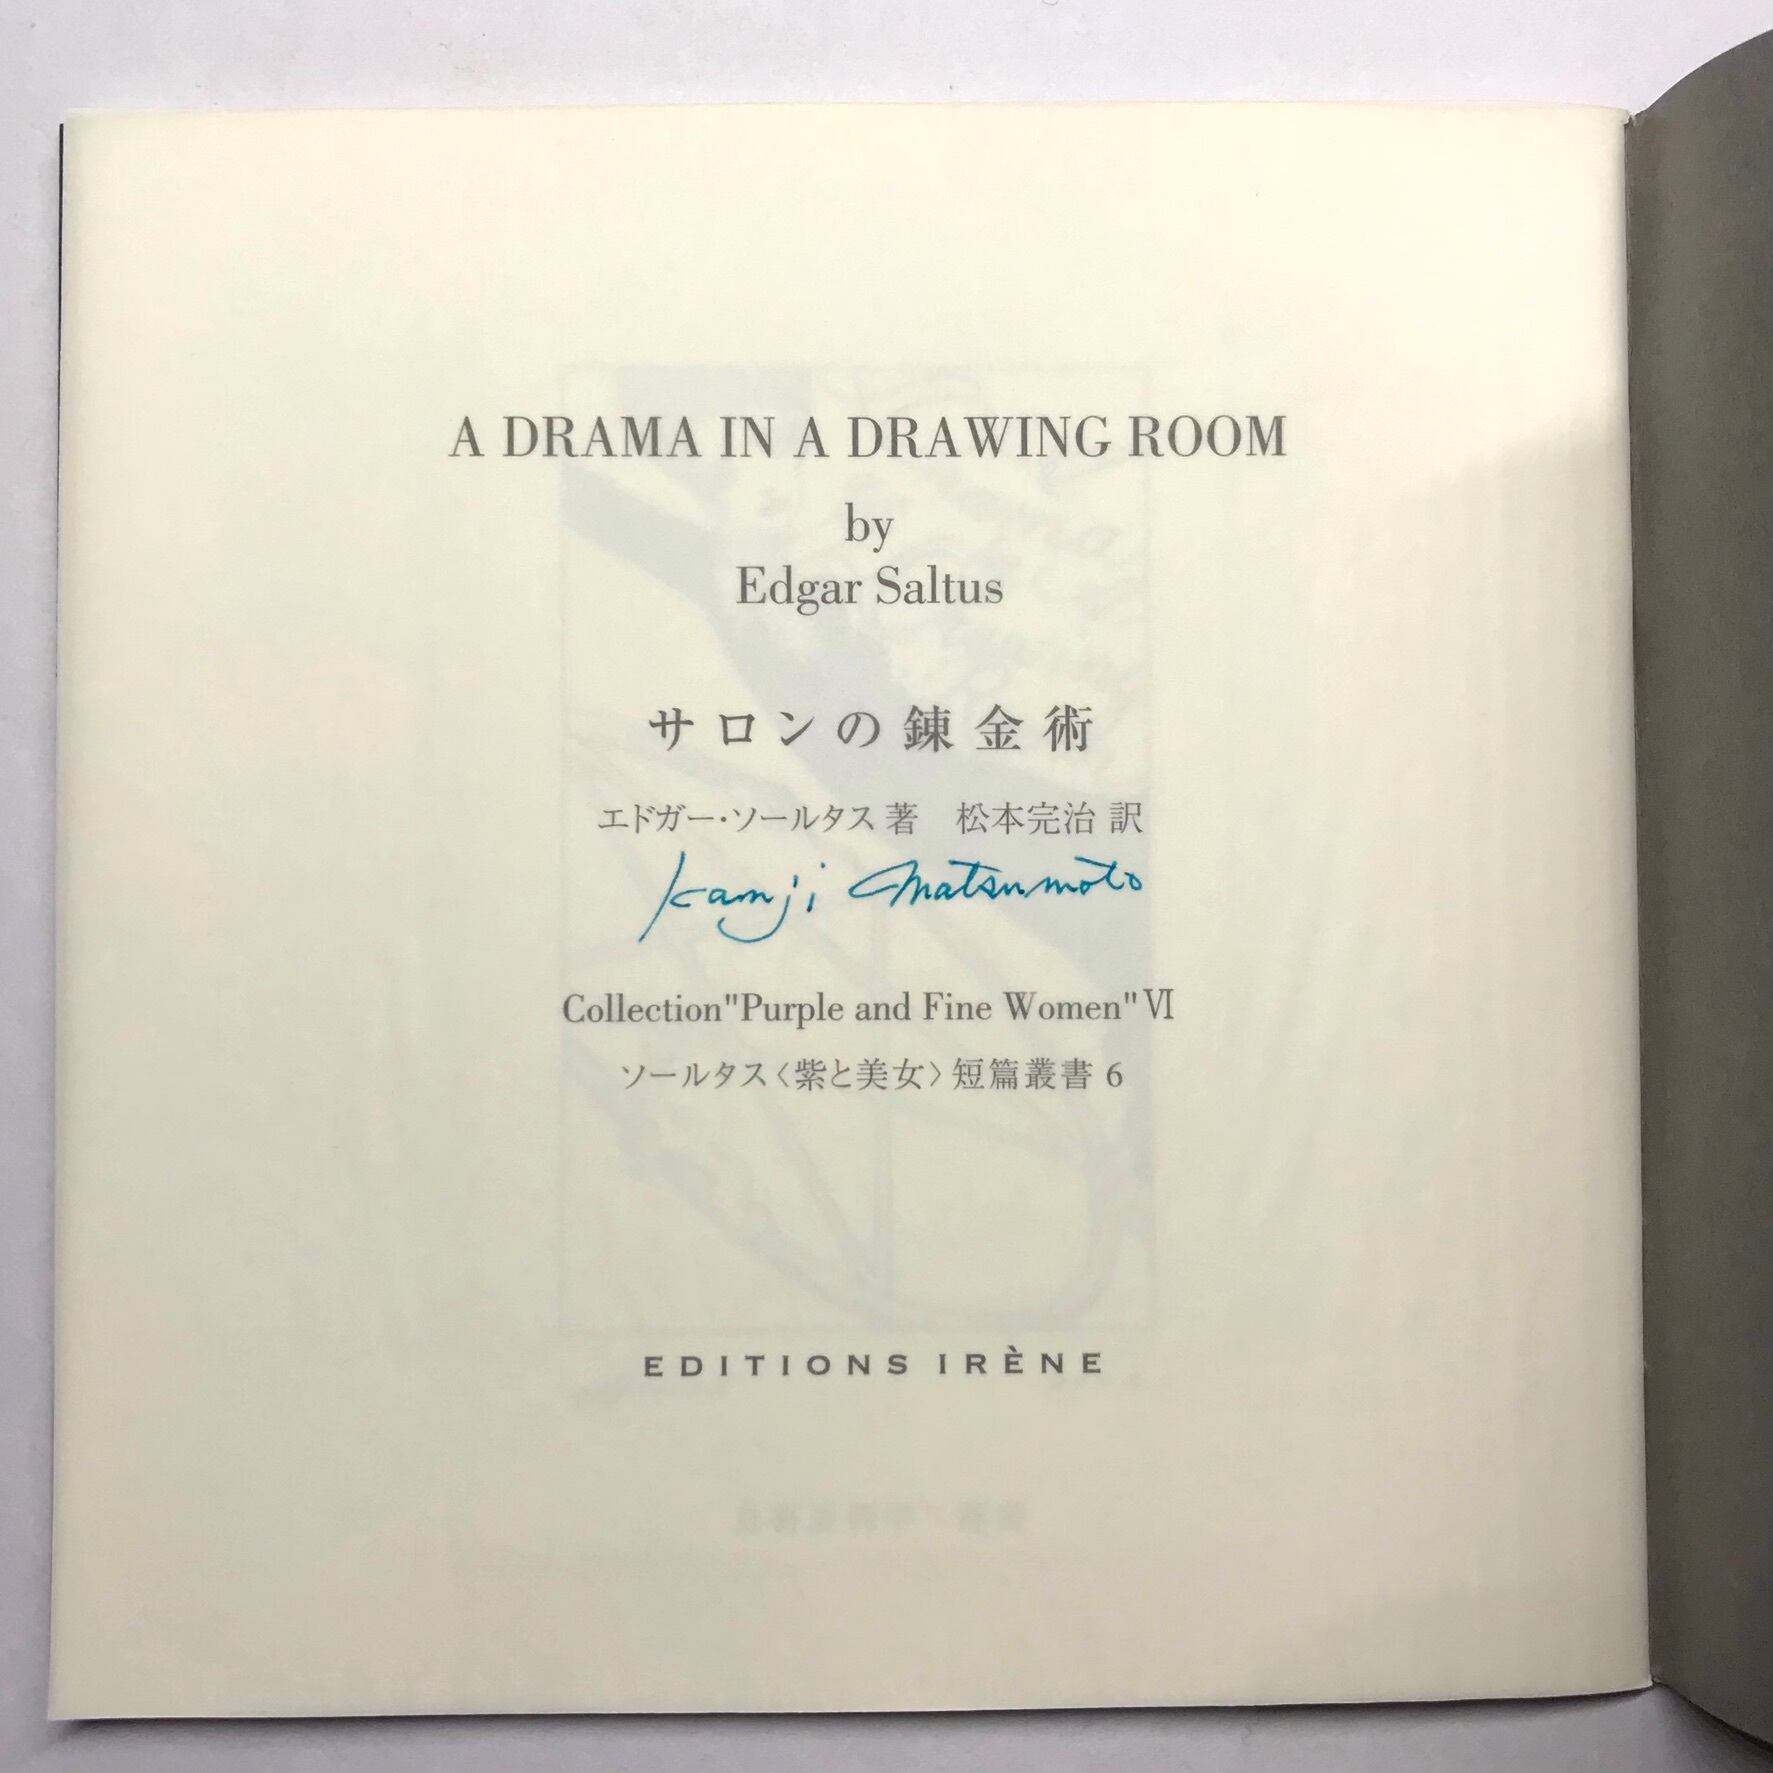 A DRAMA IN A DRAWING ROOM
by
Edgar Saltus
サロンの錬金術
エドガー・ソールタス 著　松本完治 訳
Kanji Matsumoto
Collection"Purple and Fine Women" VI
ソールタス〈紫と美女〉短篇叢書 6
EDITIONS IRÈNE